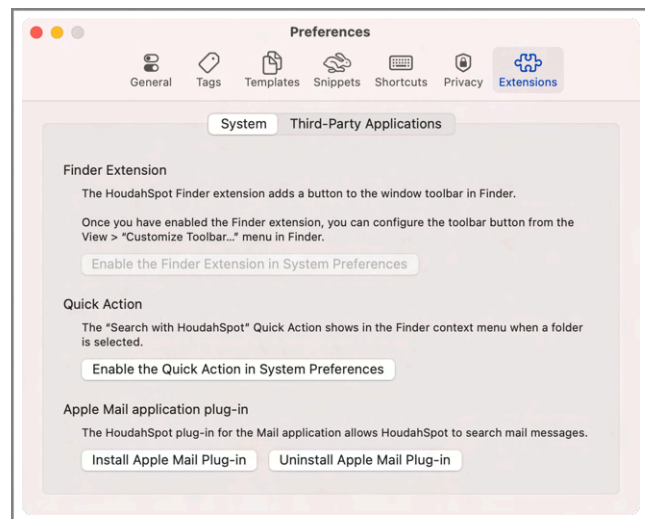 Preferences
General Tags Templates Snippets Shortcuts Privacy Extensions
System Third-Party Applications
Finder Extension
The HoudahSpot Finder extension adds a button to the window toolbar in Finder.
Once you have enabled the Finder extension, you can configure the toolbar button from the
View > “Customize Toolbar...” menu in Finder.
Enable the Finder Extension in System Preferences
Quick Action
The “Search with HoudahSpot” Quick Action shows in the Finder context menu when a folder
is selected.
Enable the Quick Action in System Preferences
Apple Mail application plug-in
The HoudahSpot plug-in for the Mail application allows HoudahSpot to search mail messages.
Install Apple Mail Plug-in Uninstall Apple Mail Plug-in